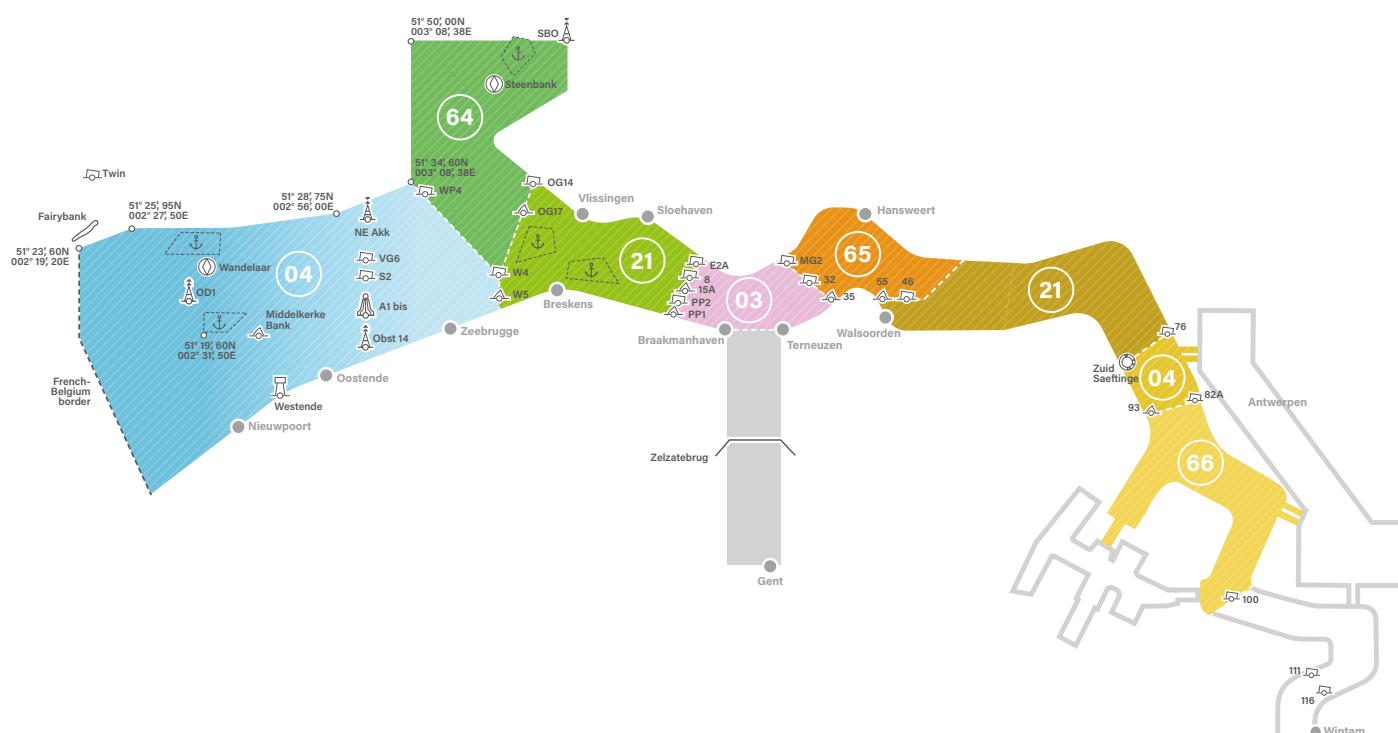 51° 50', 00N
003° 08', 38E
SBO
Steenbank
64
51° 34', 60N
003° 08', 38E
WP4
OG14
OG17
Twin
51° 25', 95N
002° 27', 50E
51° 28', 75N
002° 56', 00E
Fairybank
51° 23', 60N
002° 19', 20E
NE Akk
Wandelaar
04
VG6
S2
OD1
A1 bis
Middelkerke
Bank
Obst 14
51° 19', 60N
002° 31', 50E
French-
Belgium
border
Westende
Nieuwpoort
Oostende
Zeebrugge
W4
W5
Vlissingen
Sloehaven
21
Breskens
E2A
8
15A
PP2
PP1
03
Braakmanhaven
Terneuzen
MG2
32
35
65
Hansweert
55
46
Walsoorden
21
76
Zuid
Saeftinge
04
82A
93
Antwerpen
66
Zelzatebrug
Gent
100
111
116
Wintam